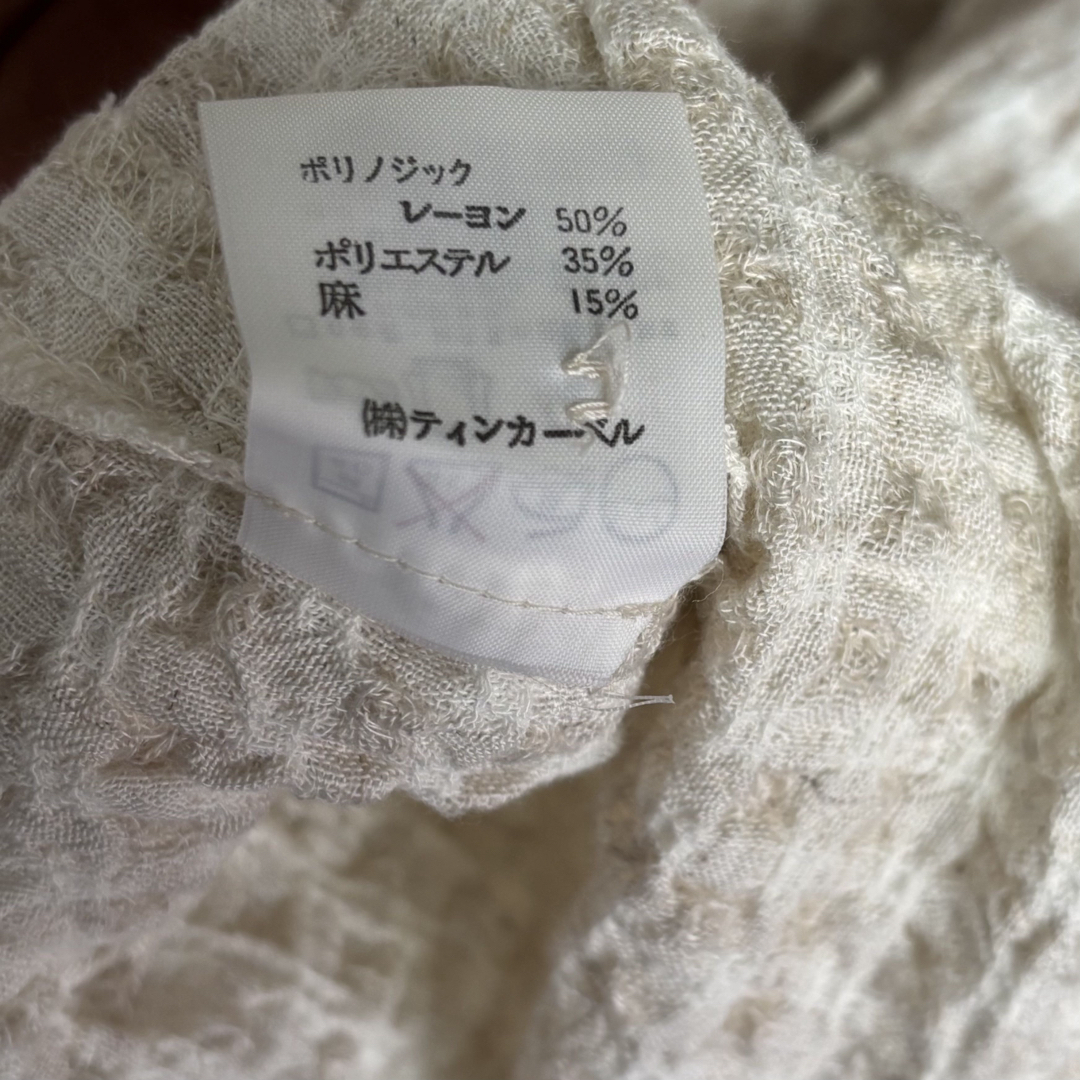 ポリノジック
レーヨン 50%
ポリエステル 35%
麻 15%
㈱ティンカーベル